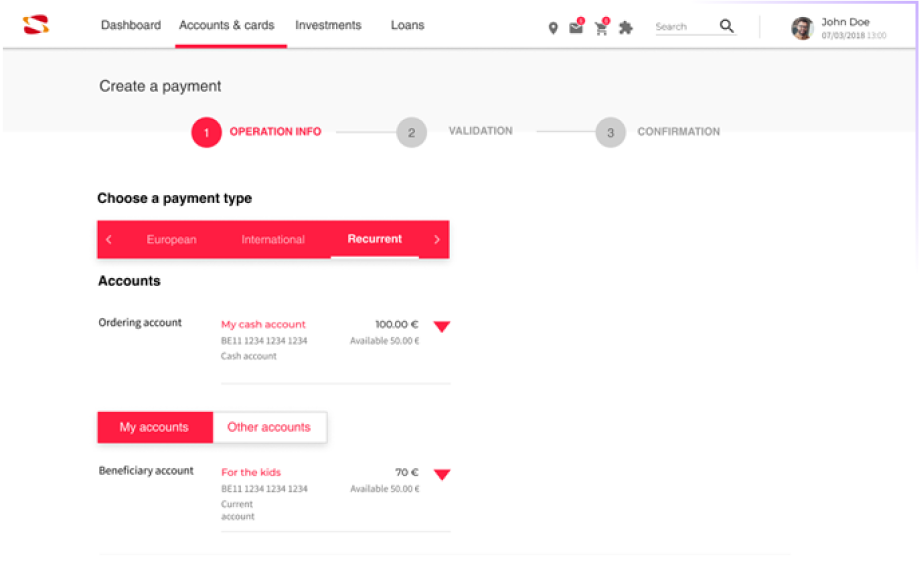 Dashboard Accounts & cards Investments Loans Search John Doe
07/03/2018 13:00
Create a payment
1 OPERATION INFO 2 VALIDATION 3 CONFIRMATION
Choose a payment type
< European International Recurrent >
Accounts
Ordering account My cash account 100.00 €
BE11 1234 1234 1234 Available 50.00 €
Cash account
My accounts Other accounts
Beneficiary account For the kids 70 €
BE11 1234 1234 1234 Available 50.00 €
Current
account